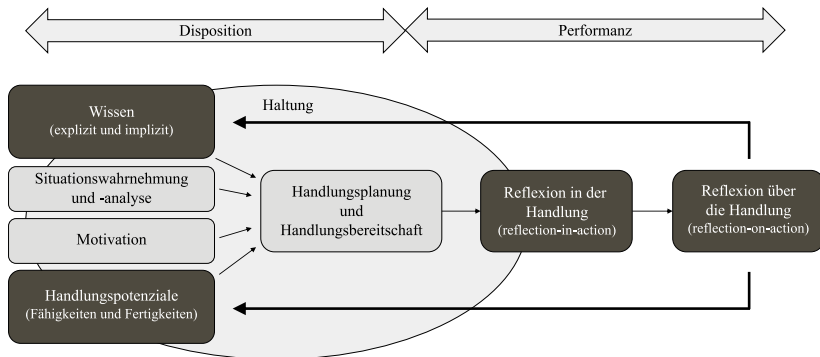 Disposition
Performanz
Haltung
Wissen
(explizit und implizit)
Situationswahrnehmung
und -analyse
Motivation
Handlungspotenziale
(Fähigkeiten und Fertigkeiten)
Handlungsplanung
und
Handlungsbereitschaft
Reflexion in der
Handlung
(reflection-in-action)
Reflexion über
die Handlung
(reflection-on-action)